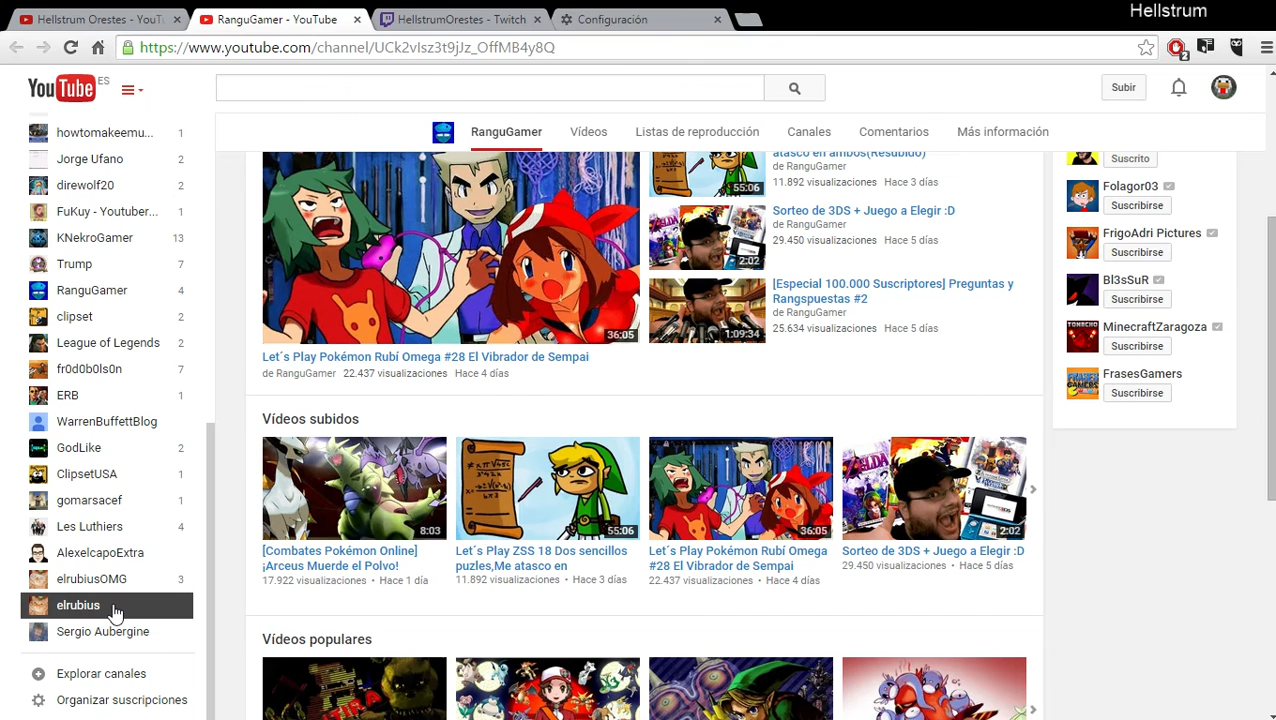 Hellstrum
Hellstrum Orestes - YouT
RanguGamer - YouTube
HellstrumOrestes - Twitch
Configuración
https://www.youtube.com/channel/UCk2vIsz3t9jJz_OffMB4y8Q
2
YouTube ES
Subir
RanguGamer
Vídeos
Listas de reproducción
Canales
Comentarios
Más información
howtomakeemu... 1
Jorge Ufano 2
direwolf20 2
FuKuy - Youtuber... 1
KNekroGamer 13
Trump 7
RanguGamer 4
clipset 2
League of Legends 2
fr0d0b0ls0n 7
ERB 1
WarrenBuffettBlog
GodLike 2
ClipsetUSA 1
gomarsacef 1
Les Luthiers 4
AlexelcapoExtra
elrubiusOMG 3
elrubius
Sergio Aubergine
Explorar canales
Organizar suscripciones
36:05
Let´s Play Pokémon Rubí Omega #28 El Vibrador de Sempai
de RanguGamer 22.437 visualizaciones Hace 4 días
55:06
atasco en ambos(Resubido)
de RanguGamer
11.892 visualizaciones Hace 3 días
2:02
Sorteo de 3DS + Juego a Elegir :D
de RanguGamer
29.450 visualizaciones Hace 5 días
1:09:34
[Especial 100.000 Suscriptores] Preguntas y
Rangspuestas #2
de RanguGamer
25.634 visualizaciones Hace 5 días
Vídeos subidos
8:03
[Combates Pokémon Online]
¡Arceus Muerde el Polvo!
17.922 visualizaciones • Hace 1 día
55:06
Let´s Play ZSS 18 Dos sencillos
puzles,Me atasco en
11.892 visualizaciones • Hace 3 días
36:05
Let´s Play Pokémon Rubí Omega
#28 El Vibrador de Sempai
22.437 visualizaciones • Hace 4 días
ZELDA
2:02
Sorteo de 3DS + Juego a Elegir :D
29.450 visualizaciones • Hace 5 días
Vídeos populares
Suscrito
Folagor03
Suscribirse
FrigoAdri Pictures
Suscribirse
Bl3SSuR
Suscribirse
MinecraftZaragoza
Suscribirse
FrasesGamers
Suscribirse